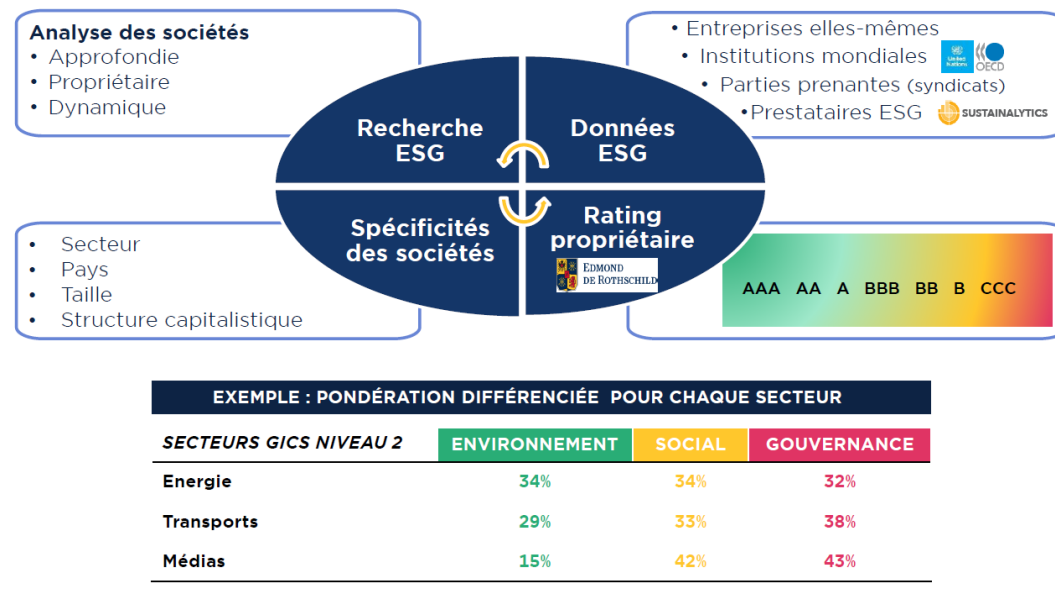 Analyse des sociétés
• Approfondie
• Propriétaire
• Dynamique
• Entreprises elles-mêmes
• Institutions mondiales
United
Nations
OECD
• Parties prenantes (syndicats)
• Prestataires ESG
SUSTAINALYTICS
Recherche
ESG
Données
ESG
Spécificités
des sociétés
Rating
propriétaire
EDMOND
DE ROTHSCHILD
• Secteur
• Pays
• Taille
• Structure capitalistique
AAA AA A BBB BB B CCC
EXEMPLE : PONDÉRATION DIFFÉRENCIÉE POUR CHAQUE SECTEUR
SECTEURS GICS NIVEAU 2 ENVIRONNEMENT SOCIAL GOUVERNANCE
Energie 34% 34% 32%
Transports 29% 33% 38%
Médias 15% 42% 43%